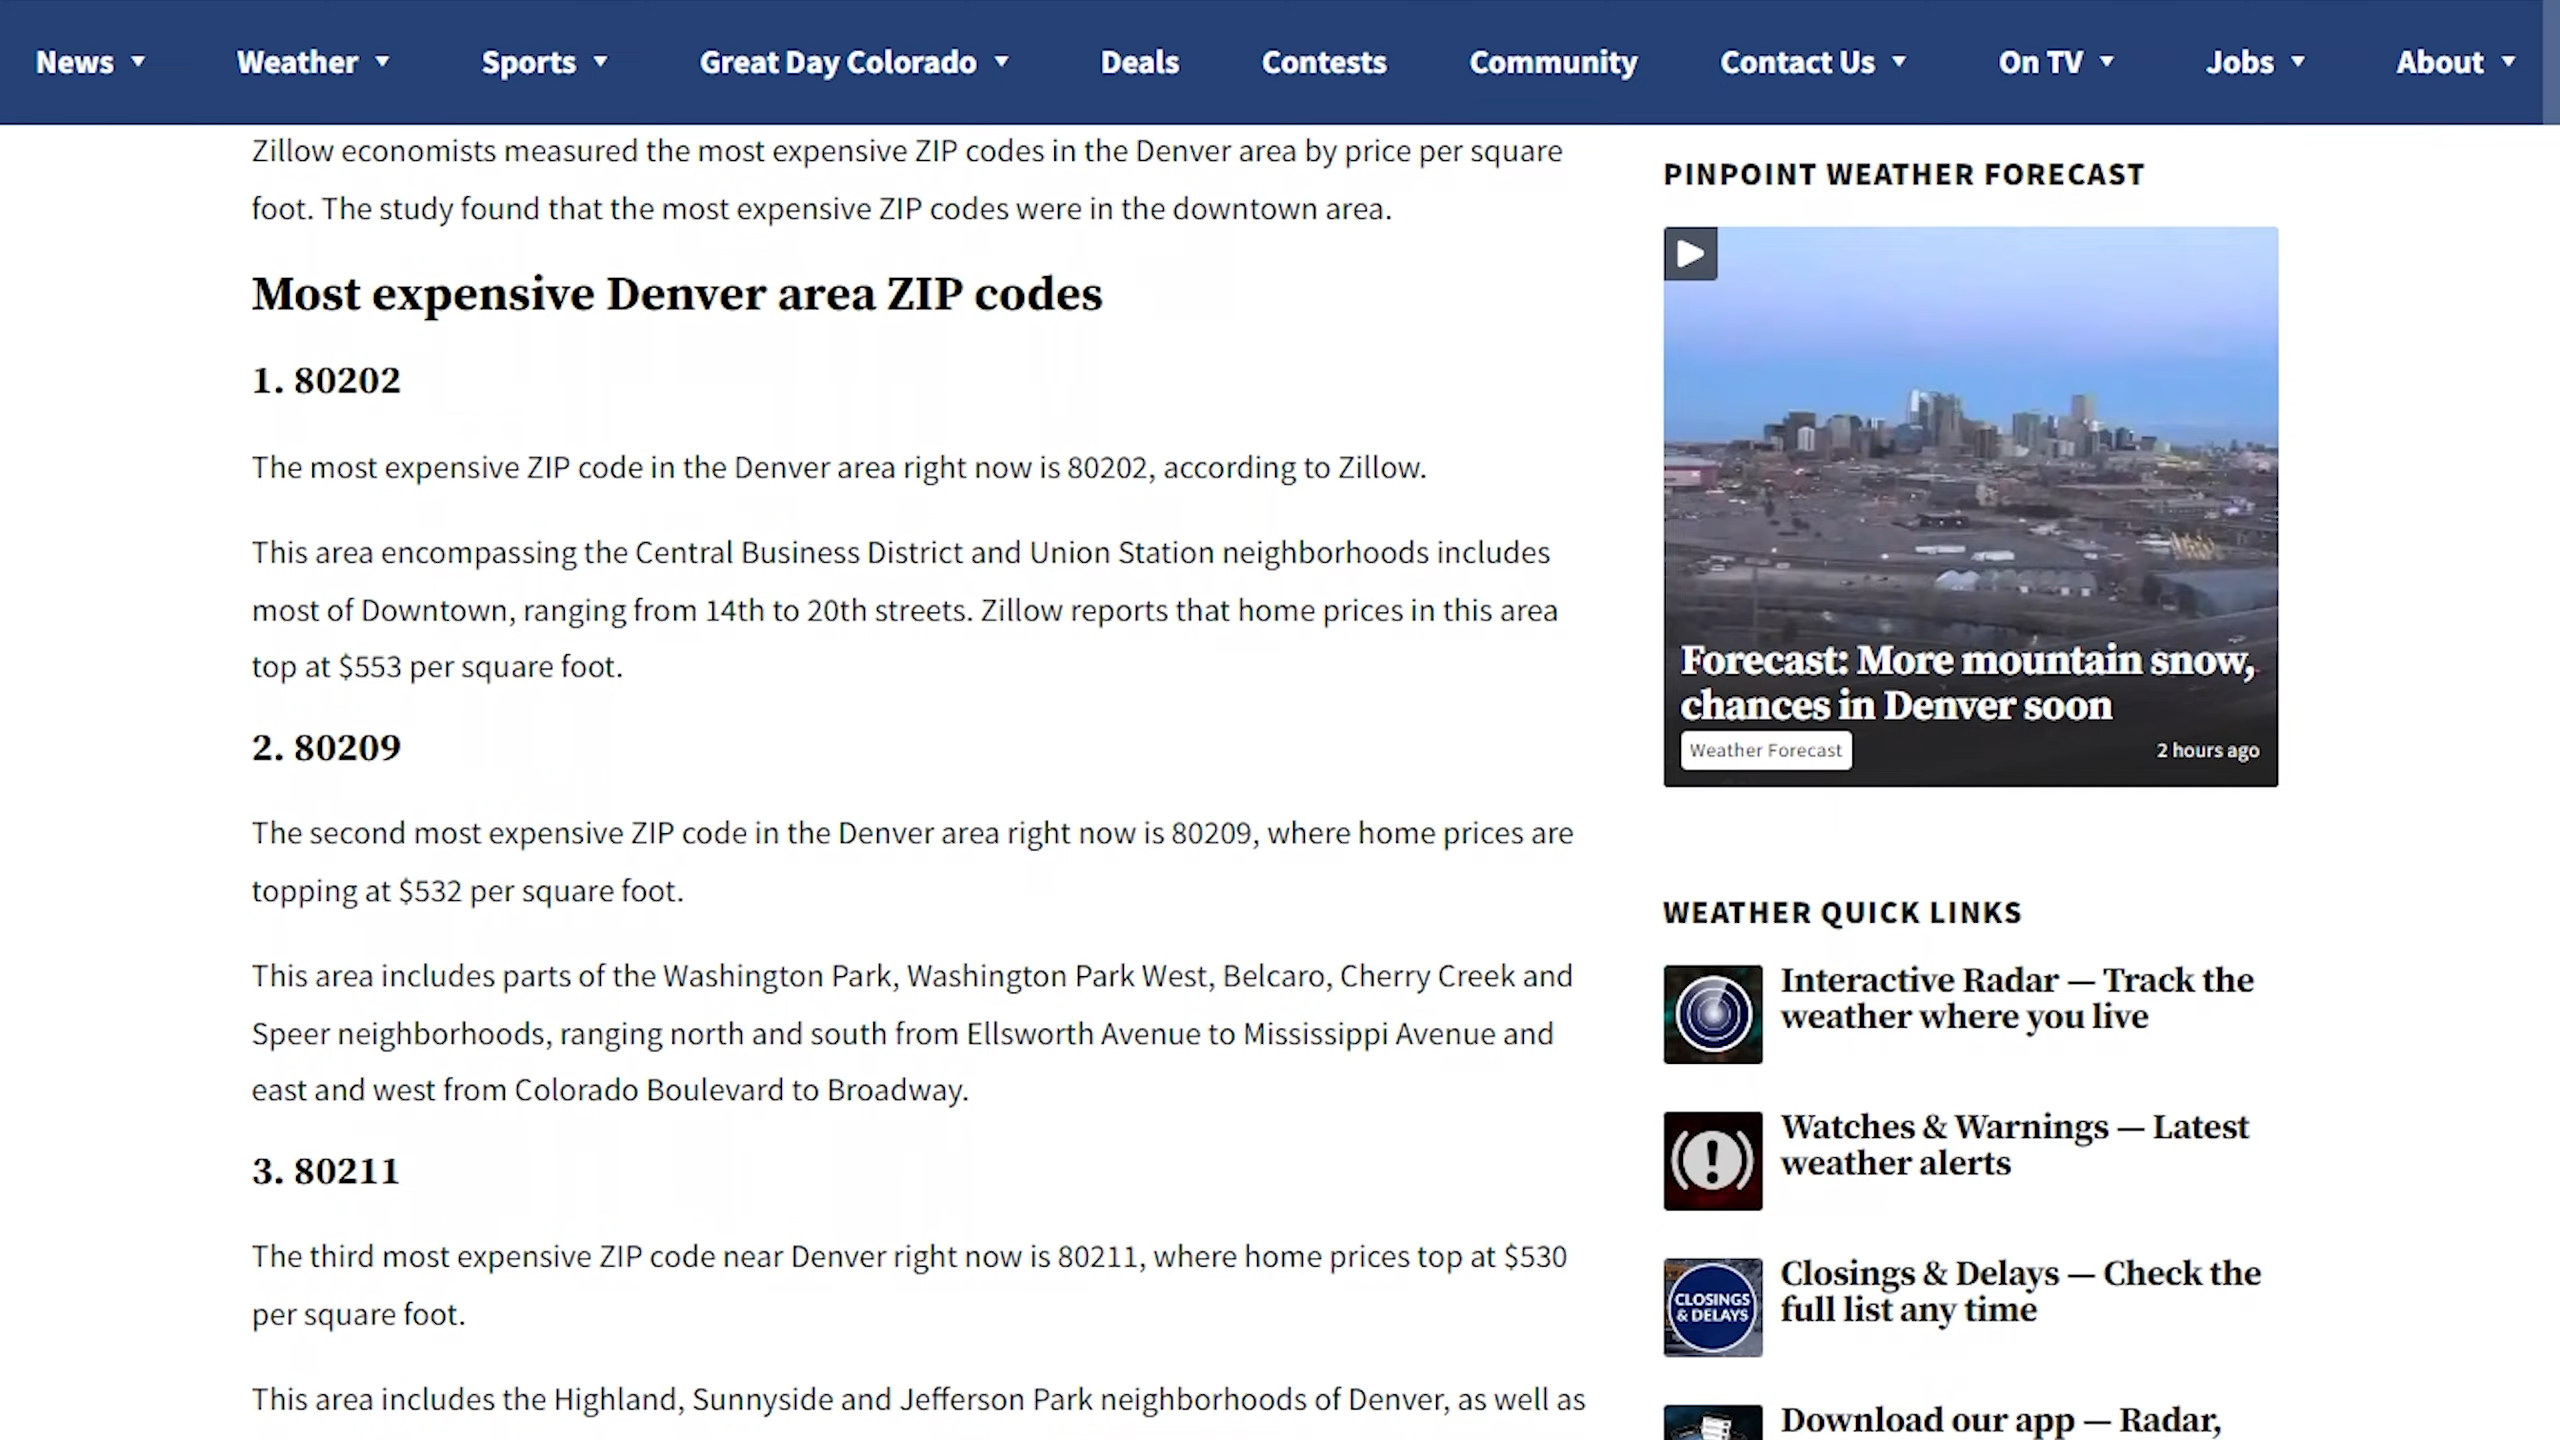 News
Weather
Sports
Great Day Colorado
Deals
Contests
Community
Contact Us
On TV
Jobs
About
Zillow economists measured the most expensive ZIP codes in the Denver area by price per square
foot. The study found that the most expensive ZIP codes were in the downtown area.
Most expensive Denver area ZIP codes
1. 80202
The most expensive ZIP code in the Denver area right now is 80202, according to Zillow.
This area encompassing the Central Business District and Union Station neighborhoods includes
most of Downtown, ranging from 14th to 20th streets. Zillow reports that home prices in this area
top at $553 per square foot.
2. 80209
The second most expensive ZIP code in the Denver area right now is 80209, where home prices are
topping at $532 per square foot.
This area includes parts of the Washington Park, Washington Park West, Belcaro, Cherry Creek and
Speer neighborhoods, ranging north and south from Ellsworth Avenue to Mississippi Avenue and
east and west from Colorado Boulevard to Broadway.
3. 80211
The third most expensive ZIP code near Denver right now is 80211, where home prices top at $530
per square foot.
This area includes the Highland, Sunnyside and Jefferson Park neighborhoods of Denver, as well as
PINPOINT WEATHER FORECAST
Forecast: More mountain snow,
chances in Denver soon
Weather Forecast
2 hours ago
WEATHER QUICK LINKS
Interactive Radar — Track the
weather where you live
Watches & Warnings — Latest
weather alerts
CLOSINGS
& DELAYS
Closings & Delays — Check the
full list any time
Download our app — Radar,